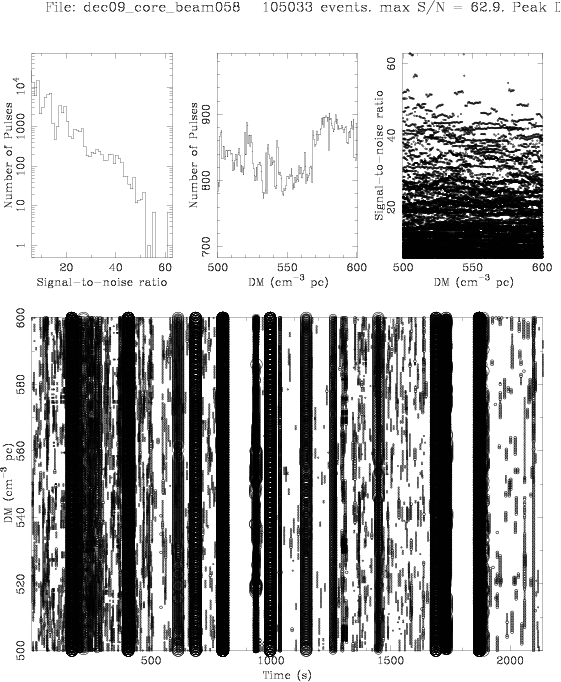 File: dec09_core_beam058 105033 events. max S/N = 62.9. Peak
Number of Pulses
1 10 100 1000 10⁴
20 40 60
Signal−to−noise ratio
Number of Pulses
700 800 900
500 550 600
DM (cm⁻³ pc)
Signal−to−noise ratio
20 40 60
500 550 600
DM (cm⁻³ pc)
DM (cm⁻³ pc)
500 520 540 560 580 600
500 1000 1500 2000
Time (s)